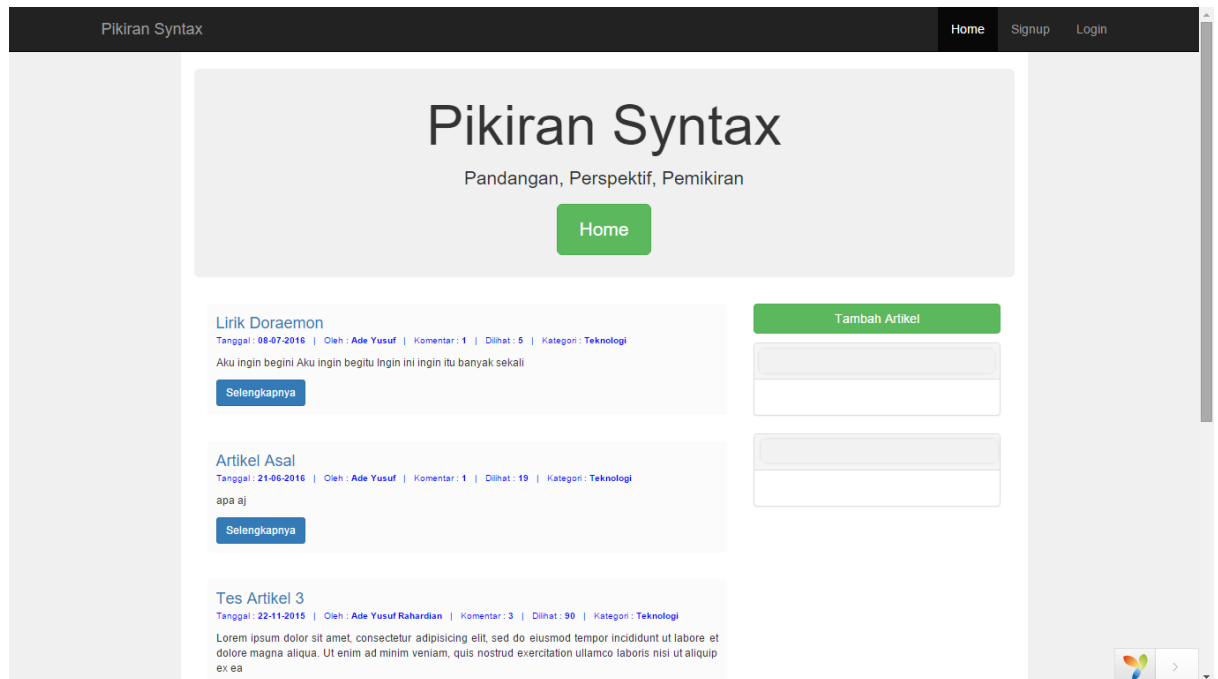 Pikiran Syntax
Home Signup Login
Pikiran Syntax
Pandangan, Perspektif, Pemikiran
Home
Lirik Doraemon
Tanggal : 08-07-2016 | Oleh : Ade Yusuf | Komentar : 1 | Dilihat : 5 | Kategori : Teknologi
Aku ingin begini Aku ingin begitu Ingin ini ingin itu banyak sekali
Selengkapnya
Artikel Asal
Tanggal : 21-06-2016 | Oleh : Ade Yusuf | Komentar : 1 | Dilihat : 19 | Kategori : Teknologi
apa aj
Selengkapnya
Tes Artikel 3
Tanggal : 22-11-2015 | Oleh : Ade Yusuf Rahardian | Komentar : 3 | Dilihat : 90 | Kategori : Teknologi
Lorem ipsum dolor sit amet, consectetur adipisicing elit, sed do eiusmod tempor incididunt ut labore et
dolore magna aliqua. Ut enim ad minim veniam, quis nostrud exercitation ullamco laboris nisi ut aliquip
ex ea
Tambah Artikel